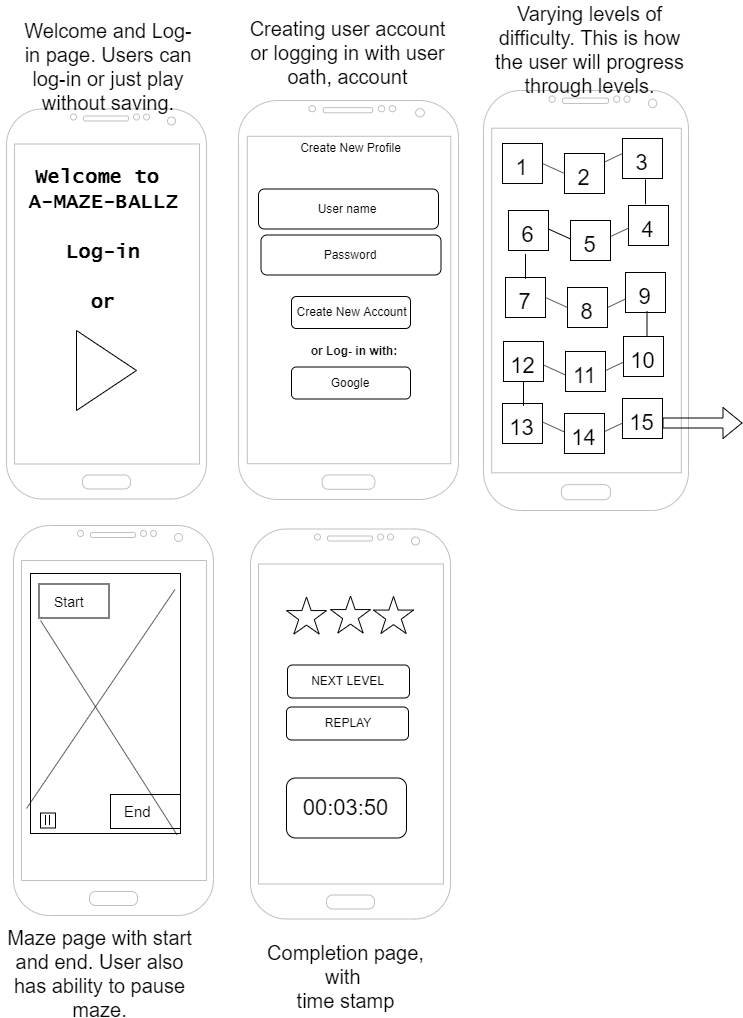 Welcome and Log-
in page. Users can
log-in or just play
without saving.
Welcome to
A-MAZE-BALLZ
Log-in
or
Creating user account
or logging in with user
oath, account
Create New Profile
User name
Password
Create New Account
or Log- in with:
Google
Varying levels of
difficulty. This is how
the user will progress
through levels.
1 2 3
6 5 4
7 8 9
12 11 10
13 14 15
Start
End
Maze page with start
and end. User also
has ability to pause
maze.
NEXT LEVEL
REPLAY
00:03:50
Completion page,
with
time stamp